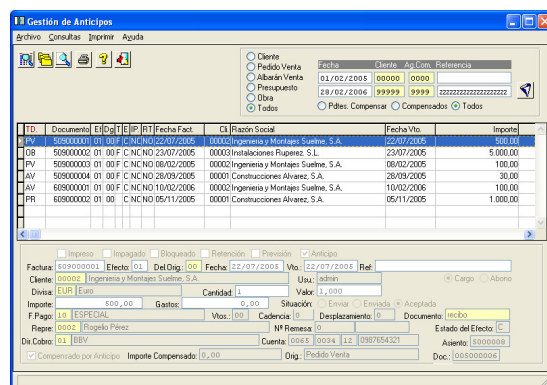 Gestión de Anticipos
Archivo Consultas Imprimir Ayuda
Cliente
Pedido Venta
Albarán Venta
Presupuesto
Obra
Todos
Fecha Cliente Ag.Com. Referencia
01/02/2005 00000 0000
28/02/2006 99999 9999 ZZZZZZZZZZZZZZZZZZZZ
Pdtes. Compensar Compensados Todos
TD. Documento Ef Dg T E IP. RT Fecha Fact. Cli. Razón Social Fecha Vto. Importe
PV 509000001 01 00 F C NC NO 22/07/2005 00002 Ingenieria y Montajes Suelme, S.A. 22/07/2005 500,00
OB 509000002 01 00 F C NC NO 23/07/2005 00003 Instalaciones Ruperez. S.L. 23/07/2005 5.000,00
PV 609000002 01 00 F C NC NO 08/02/2005 00002 Ingenieria y Montajes Suelme, S.A. 08/02/2005 100,00
AV 509000004 01 00 F C NC NO 28/09/2005 00001 Construcciones Alvarez, S.A. 28/09/2005 30,00
AV 609000001 01 00 F C NC NO 10/02/2006 00002 Ingenieria y Montajes Suelme, S.A. 10/02/2006 100,00
PR 609000002 01 00 F C NC NO 05/11/2005 00001 Construcciones Alvarez, S.A. 05/11/2005 1.000,00
Impreso Impagado Bloqueado Retención Previsión Anticipo
Factura: 509000001 Efecto: 01 Del.Orig.: 00 Fecha: 22/07/2005 Vto.: 22/07/2005 Ref:
Cliente: 00002 Ingenieria y Montajes Suelme, S.A. Usu.: admin Cargo Abono
Divisa: EUR Euro Cantidad: 1 Valor: 1,000
Importe: 500,00 Gastos: 0,00 Situación: Enviar Enviada Aceptada
F.Pago: 10 ESPECIAL Vtos.: 00 Cadencia: 0 Desplazamiento: 0 Documento: recibo
Repre: 0002 Rogelio Pérez Nº Remesa: 0 Estado del Efecto: C
Dir.Cobro: 01 BBV Cuenta: 0065 0034 12 0987654321 Asiento: 5000000
Compensado por Anticipo Importe Compensado: 0,00 Orig.: Pedido Venta Doc.: 005000006